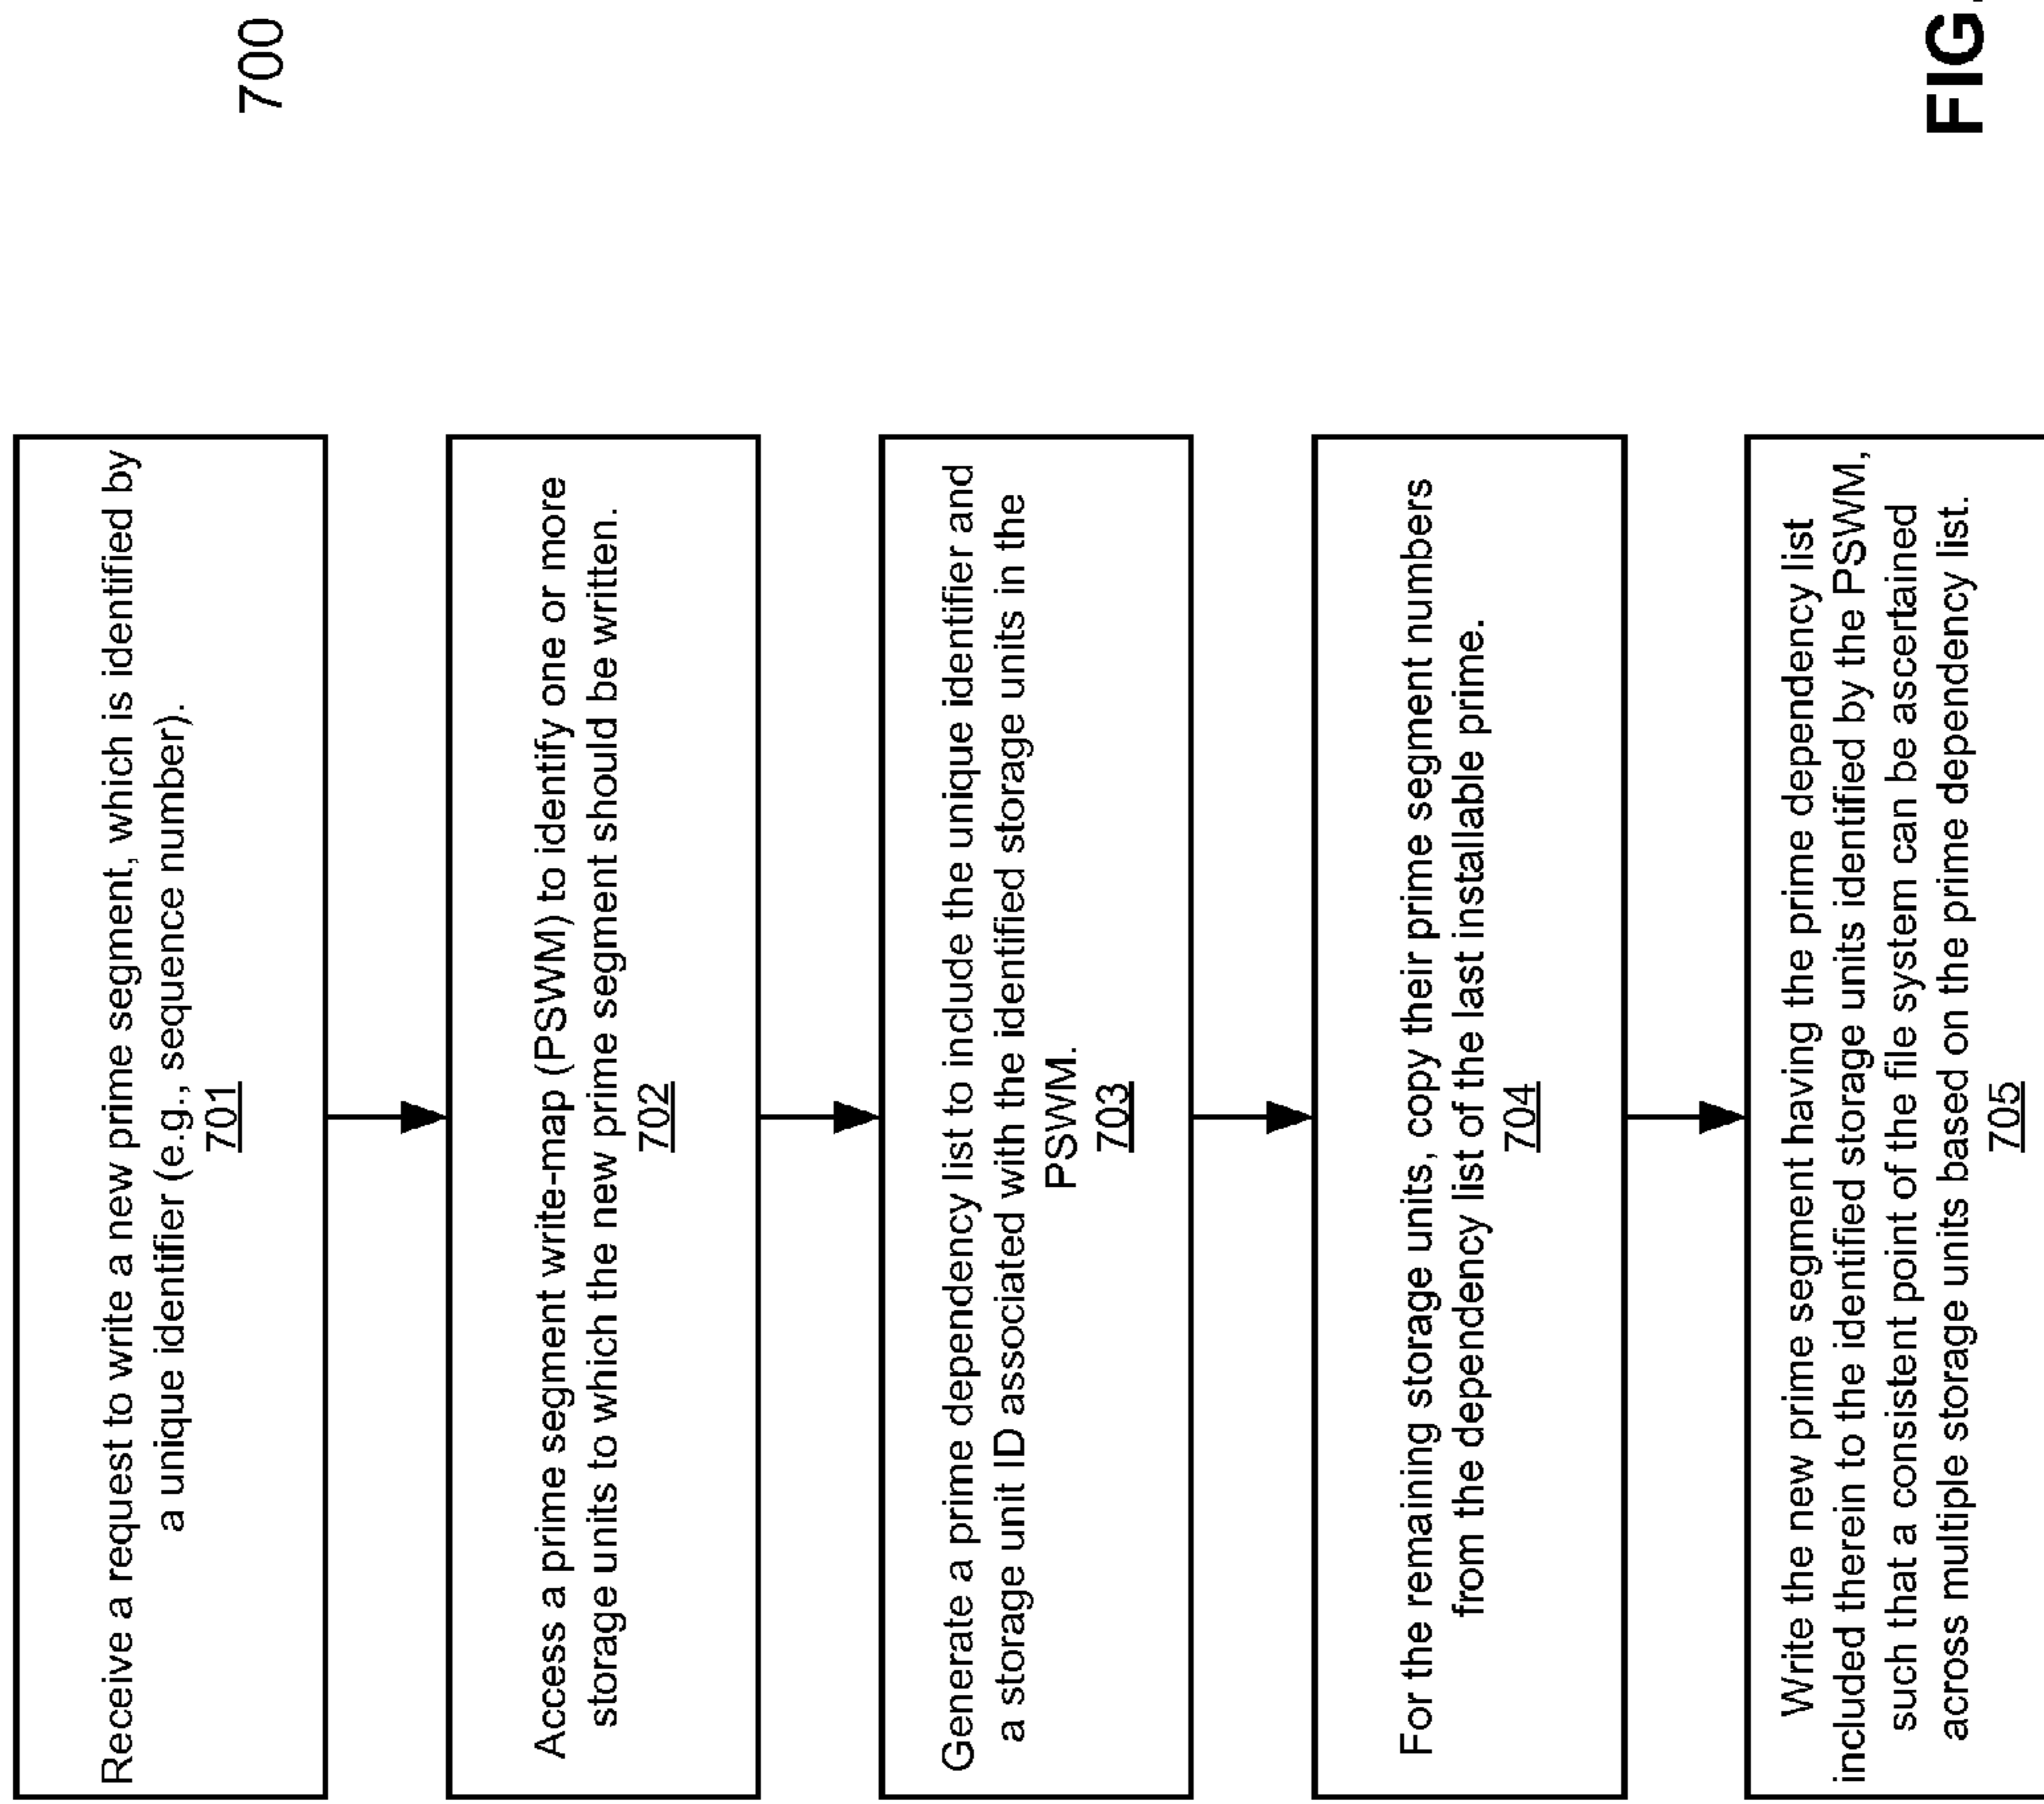 700
Receive a request to write a new prime segment, which is identified by
a unique identifier (e.g., sequence number).
701
Access a prime segment write-map (PSWM) to identify one or more
storage units to which the new prime segment should be written.
702
Generate a prime dependency list to include the unique identifier and
a storage unit ID associated with the identified storage units in the
PSWM.
703
For the remaining storage units, copy their prime segment numbers
from the dependency list of the last installable prime.
704
Write the new prime segment having the prime dependency list
included therein to the identified storage units identified by the PSWM,
such that a consistent point of the file system can be ascertained
across multiple storage units based on the prime dependency list.
705
FIG.